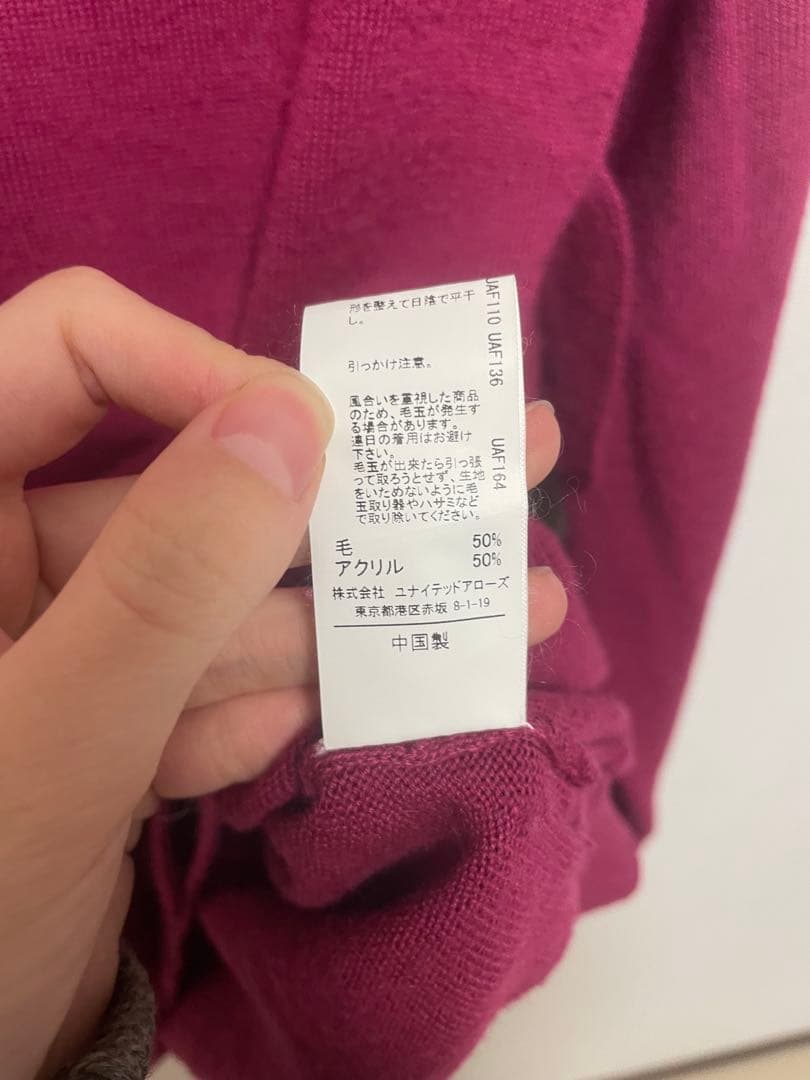 形を整えて日陰で平干
し。
引っかけ注意。
風合いを重視した商品
のため、毛玉が発生す
る場合があります。
連日の着用はお避け
下さい。
毛玉が出来たら引っ張
って取ろうとせず、生地
をいためないように毛
玉取り器やハサミなど
で取り除いてください。
毛 50%
アクリル 50%
株式会社 ユナイテッドアローズ
東京都港区赤坂 8-1-19
中国製
UAF110 UAF136
UAF164